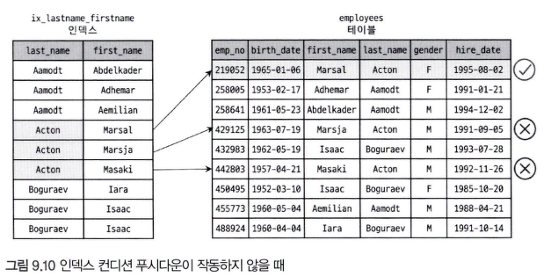 ix_lastname_firstname
인덱스
last_name first_name
Aamodt Abdelkader
Aamodt Adhemar
Aamodt Aemilian
Acton Marsal
Acton Marsja
Acton Masaki
Boguraev Iara
Boguraev Isaac
Boguraev Isaac
employees
테이블
emp_no birth_date first_name last_name gender hire_date
219052 1965-01-06 Marsal Acton F 1995-08-02
258005 1953-02-17 Adhemar Aamodt F 1991-01-21
258641 1961-05-23 Abdelkader Aamodt M 1994-12-02
429125 1963-07-19 Marsja Acton M 1991-09-05
432983 1962-05-19 Isaac Boguraev M 1993-07-28
442803 1957-04-21 Masaki Acton M 1992-11-26
450495 1952-03-10 Isaac Boguraev F 1985-10-20
455773 1960-05-04 Aemilian Aamodt M 1988-04-21
488924 1960-04-04 Iara Boguraev M 1991-10-14
그림 9.10 인덱스 컨디션 푸시다운이 작동하지 않을 때